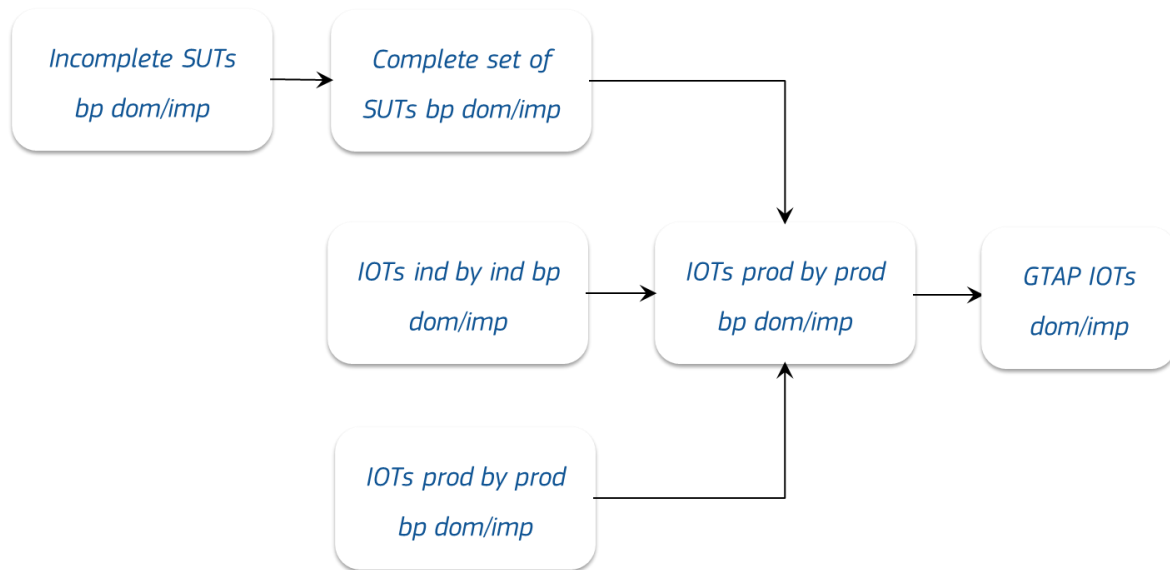 Incomplete SUTs
bp dom/imp
Complete set of
SUTs bp dom/imp
IOTs ind by ind bp
dom/imp
IOTs prod by prod
bp dom/imp
GTAP IOTs
dom/imp
IOTs prod by prod
bp dom/imp